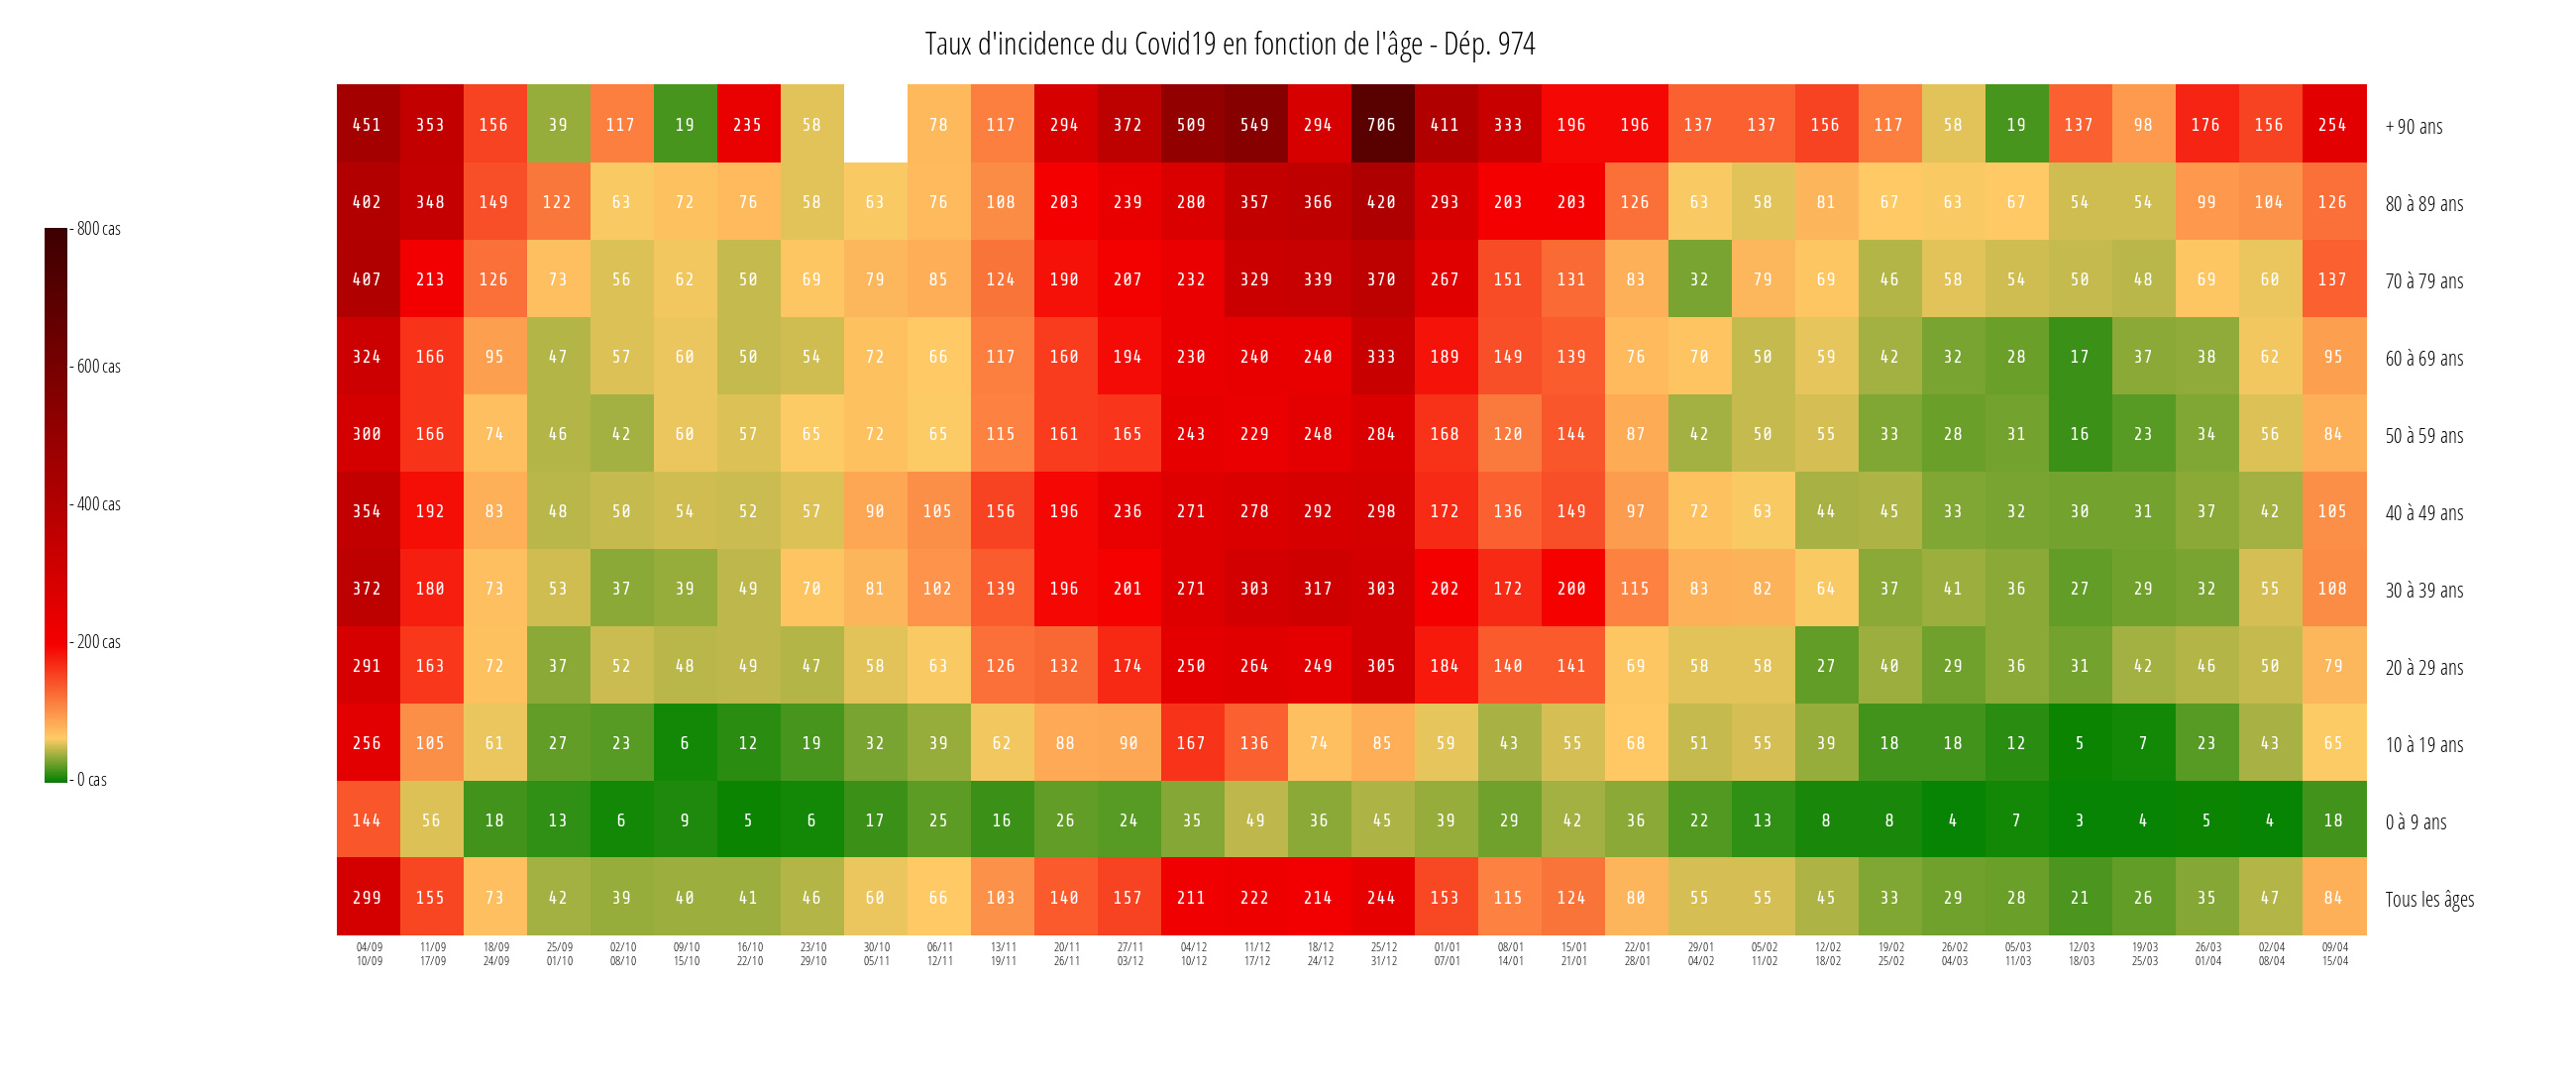 Taux d'incidence du Covid19 en fonction de l'âge - Dép. 974
451 353 156 39 117 19 235 58 78 117 294 372 509 549 294 706 411 333 196 196 137 137 156 117 58 19 137 98 176 156 254 + 90 ans
402 348 149 122 63 72 76 58 63 76 108 203 239 280 357 366 420 293 203 203 126 63 58 81 67 63 67 54 54 99 104 126 80 à 89 ans
407 213 126 73 56 62 50 69 79 85 124 190 207 232 329 339 370 267 151 131 83 32 79 69 46 58 54 50 48 69 60 137 70 à 79 ans
324 166 95 47 57 60 50 54 72 66 117 160 194 230 240 240 333 189 149 139 76 70 50 59 42 32 28 17 37 38 62 95 60 à 69 ans
300 166 74 46 42 60 57 65 72 65 115 161 165 243 229 248 284 168 120 144 87 42 50 55 33 28 31 16 23 34 56 84 50 à 59 ans
354 192 83 48 50 54 52 57 90 105 156 196 236 271 278 292 298 172 136 149 97 72 63 44 45 33 32 30 31 37 42 105 40 à 49 ans
372 180 73 53 37 39 49 70 81 102 139 196 201 271 303 317 303 202 172 200 115 83 82 64 37 41 36 27 29 32 55 108 30 à 39 ans
291 163 72 37 52 48 49 47 58 63 126 132 174 250 264 249 305 184 140 141 69 58 58 27 40 29 36 31 42 46 50 79 20 à 29 ans
256 105 61 27 23 6 12 19 32 39 62 88 90 167 136 74 85 59 43 55 68 51 55 39 18 18 12 5 7 23 43 65 10 à 19 ans
144 56 18 13 6 9 5 6 17 25 16 26 24 35 49 36 45 39 29 42 36 22 13 8 8 4 7 3 4 5 4 18 0 à 9 ans
299 155 73 42 39 40 41 46 60 66 103 140 157 211 222 214 244 153 115 124 80 55 55 45 33 29 28 21 26 35 47 84 Tous les âges
04/09 11/09 18/09 25/09 02/10 09/10 16/10 23/10 30/10 06/11 13/11 20/11 27/11 04/12 11/12 18/12 25/12 01/01 08/01 15/01 22/01 29/01 05/02 12/02 19/02 26/02 05/03 12/03 19/03 26/03 02/04 09/04
10/09 17/09 24/09 01/10 08/10 15/10 22/10 29/10 05/11 12/11 19/11 26/11 03/12 10/12 17/12 24/12 31/12 07/01 14/01 21/01 28/01 04/02 11/02 18/02 25/02 04/03 11/03 18/03 25/03 01/04 08/04 15/04
- 800 cas
- 600 cas
- 400 cas
- 200 cas
- 0 cas